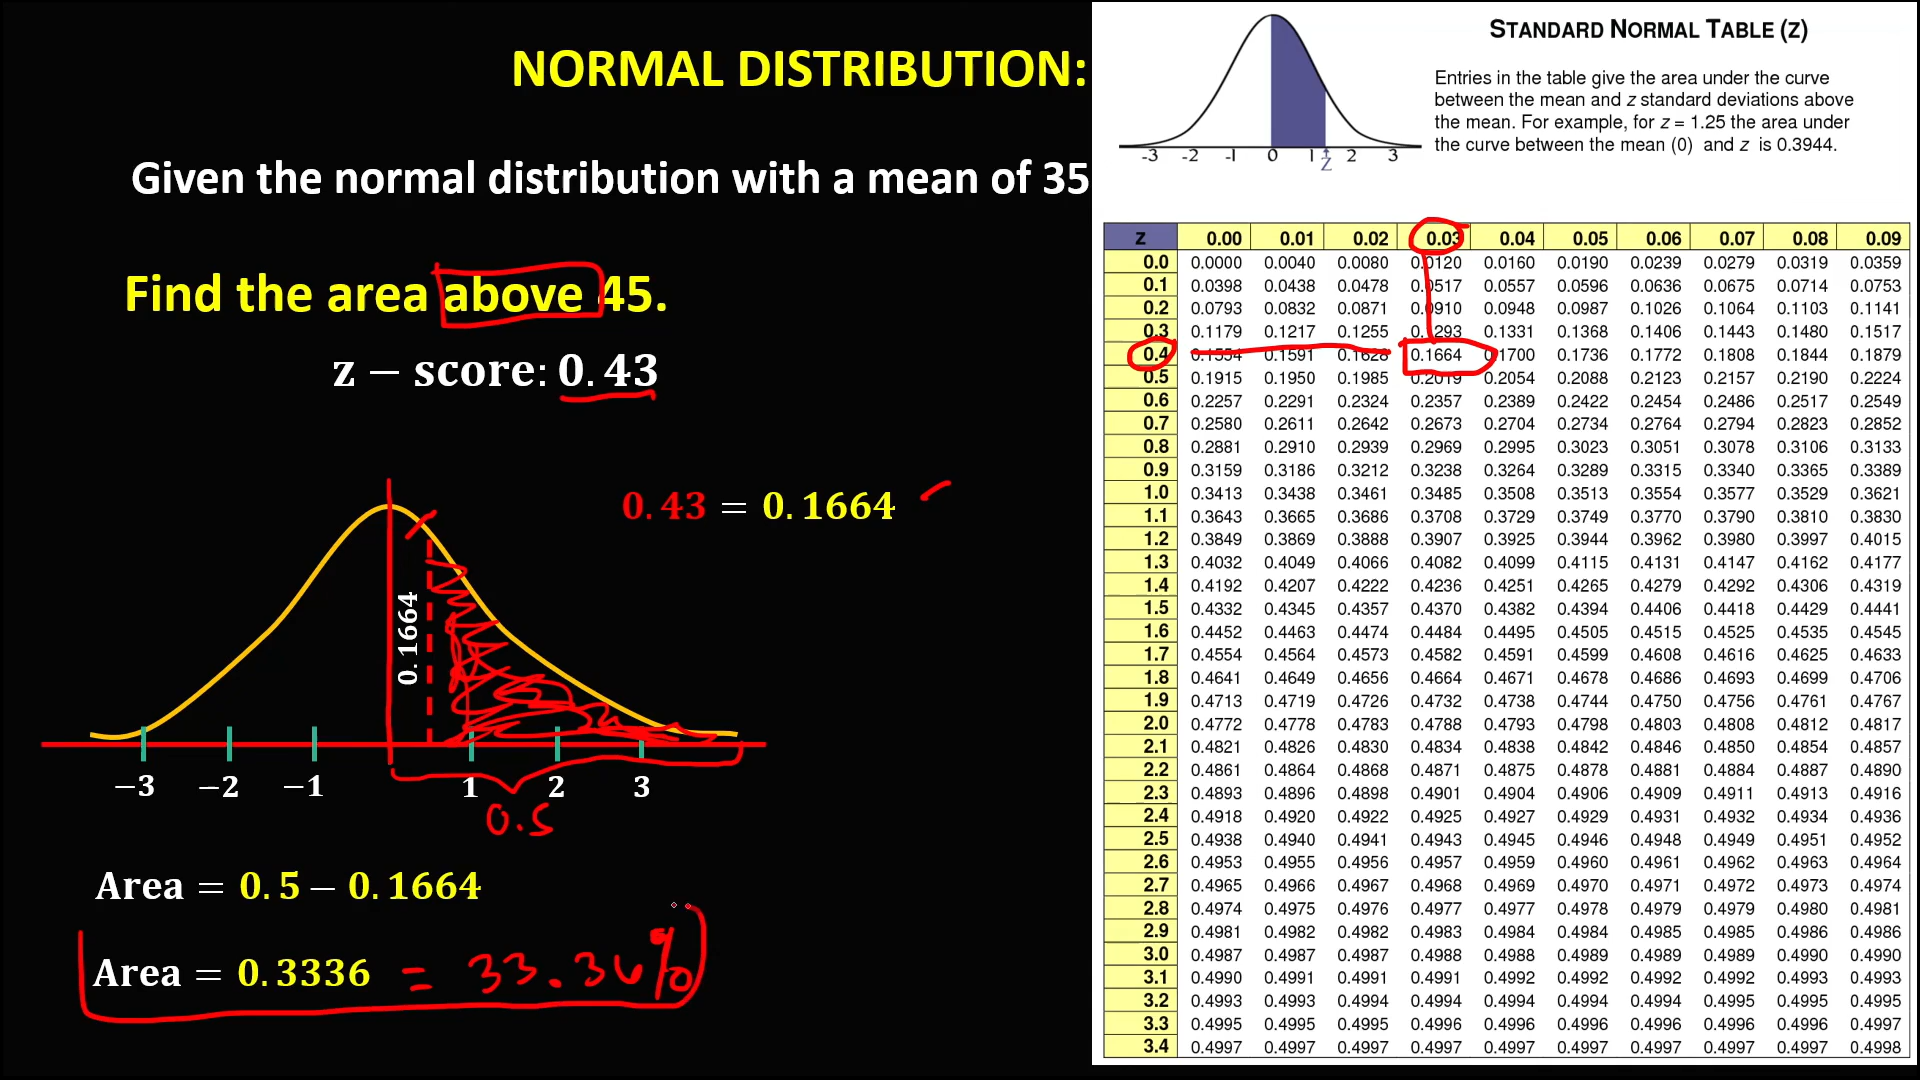 NORMAL DISTRIBUTION:
Given the normal distribution with a mean of 35
Find the area above 45.
z – score: 0.43
0.43 = 0.1664
0.1664
−3 −2 −1 1 2 3
0.5
Area = 0.5 – 0.1664
Area = 0.3336 = 33.36%
STANDARD NORMAL TABLE (Z)
Entries in the table give the area under the curve
between the mean and z standard deviations above
the mean. For example, for z = 1.25 the area under
the curve between the mean (0) and z is 0.3944.
-3 -2 -1 0 1 2 3
Z
z 0.00 0.01 0.02 0.03 0.04 0.05 0.06 0.07 0.08 0.09
0.0 0.0000 0.0040 0.0080 0.0120 0.0160 0.0190 0.0239 0.0279 0.0319 0.0359
0.1 0.0398 0.0438 0.0478 0.0517 0.0557 0.0596 0.0636 0.0675 0.0714 0.0753
0.2 0.0793 0.0832 0.0871 0.0910 0.0948 0.0987 0.1026 0.1064 0.1103 0.1141
0.3 0.1179 0.1217 0.1255 0.1293 0.1331 0.1368 0.1406 0.1443 0.1480 0.1517
0.4 0.1554 0.1591 0.1628 0.1664 0.1700 0.1736 0.1772 0.1808 0.1844 0.1879
0.5 0.1915 0.1950 0.1985 0.2019 0.2054 0.2088 0.2123 0.2157 0.2190 0.2224
0.6 0.2257 0.2291 0.2324 0.2357 0.2389 0.2422 0.2454 0.2486 0.2517 0.2549
0.7 0.2580 0.2611 0.2642 0.2673 0.2704 0.2734 0.2764 0.2794 0.2823 0.2852
0.8 0.2881 0.2910 0.2939 0.2969 0.2995 0.3023 0.3051 0.3078 0.3106 0.3133
0.9 0.3159 0.3186 0.3212 0.3238 0.3264 0.3289 0.3315 0.3340 0.3365 0.3389
1.0 0.3413 0.3438 0.3461 0.3485 0.3508 0.3513 0.3554 0.3577 0.3529 0.3621
1.1 0.3643 0.3665 0.3686 0.3708 0.3729 0.3749 0.3770 0.3790 0.3810 0.3830
1.2 0.3849 0.3869 0.3888 0.3907 0.3925 0.3944 0.3962 0.3980 0.3997 0.4015
1.3 0.4032 0.4049 0.4066 0.4082 0.4099 0.4115 0.4131 0.4147 0.4162 0.4177
1.4 0.4192 0.4207 0.4222 0.4236 0.4251 0.4265 0.4279 0.4292 0.4306 0.4319
1.5 0.4332 0.4345 0.4357 0.4370 0.4382 0.4394 0.4406 0.4418 0.4429 0.4441
1.6 0.4452 0.4463 0.4474 0.4484 0.4495 0.4505 0.4515 0.4525 0.4535 0.4545
1.7 0.4554 0.4564 0.4573 0.4582 0.4591 0.4599 0.4608 0.4616 0.4625 0.4633
1.8 0.4641 0.4649 0.4656 0.4664 0.4671 0.4678 0.4686 0.4693 0.4699 0.4706
1.9 0.4713 0.4719 0.4726 0.4732 0.4738 0.4744 0.4750 0.4756 0.4761 0.4767
2.0 0.4772 0.4778 0.4783 0.4788 0.4793 0.4798 0.4803 0.4808 0.4812 0.4817
2.1 0.4821 0.4826 0.4830 0.4834 0.4838 0.4842 0.4846 0.4850 0.4854 0.4857
2.2 0.4861 0.4864 0.4868 0.4871 0.4875 0.4878 0.4881 0.4884 0.4887 0.4890
2.3 0.4893 0.4896 0.4898 0.4901 0.4904 0.4906 0.4909 0.4911 0.4913 0.4916
2.4 0.4918 0.4920 0.4922 0.4925 0.4927 0.4929 0.4931 0.4932 0.4934 0.4936
2.5 0.4938 0.4940 0.4941 0.4943 0.4945 0.4946 0.4948 0.4949 0.4951 0.4952
2.6 0.4953 0.4955 0.4956 0.4957 0.4959 0.4960 0.4961 0.4962 0.4963 0.4964
2.7 0.4965 0.4966 0.4967 0.4968 0.4969 0.4970 0.4971 0.4972 0.4973 0.4974
2.8 0.4974 0.4975 0.4976 0.4977 0.4977 0.4978 0.4979 0.4979 0.4980 0.4981
2.9 0.4981 0.4982 0.4982 0.4983 0.4984 0.4984 0.4985 0.4985 0.4986 0.4986
3.0 0.4987 0.4987 0.4987 0.4988 0.4988 0.4989 0.4989 0.4989 0.4990 0.4990
3.1 0.4990 0.4991 0.4991 0.4991 0.4992 0.4992 0.4992 0.4992 0.4993 0.4993
3.2 0.4993 0.4993 0.4994 0.4994 0.4994 0.4994 0.4994 0.4995 0.4995 0.4995
3.3 0.4995 0.4995 0.4995 0.4996 0.4996 0.4996 0.4996 0.4996 0.4996 0.4997
3.4 0.4997 0.4997 0.4997 0.4997 0.4997 0.4997 0.4997 0.4997 0.4997 0.4998